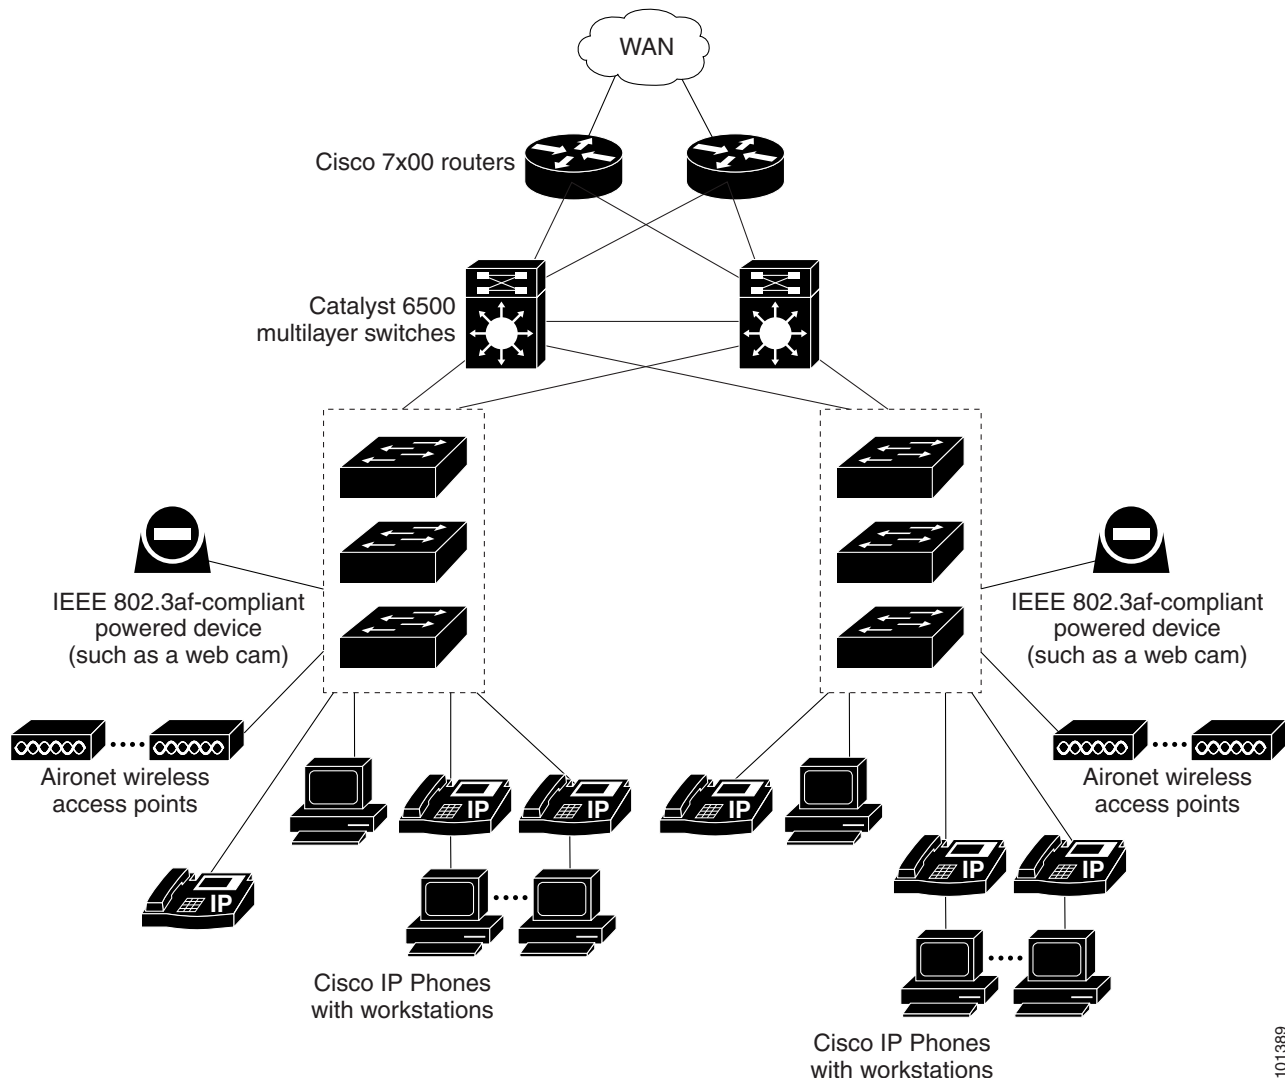 WAN
Cisco 7x00 routers
Catalyst 6500
multilayer switches
IEEE 802.3af-compliant
powered device
(such as a web cam)
IEEE 802.3af-compliant
powered device
(such as a web cam)
Aironet wireless
access points
Aironet wireless
access points
IP
IP
IP
IP
IP
IP
Cisco IP Phones
with workstations
Cisco IP Phones
with workstations
101389